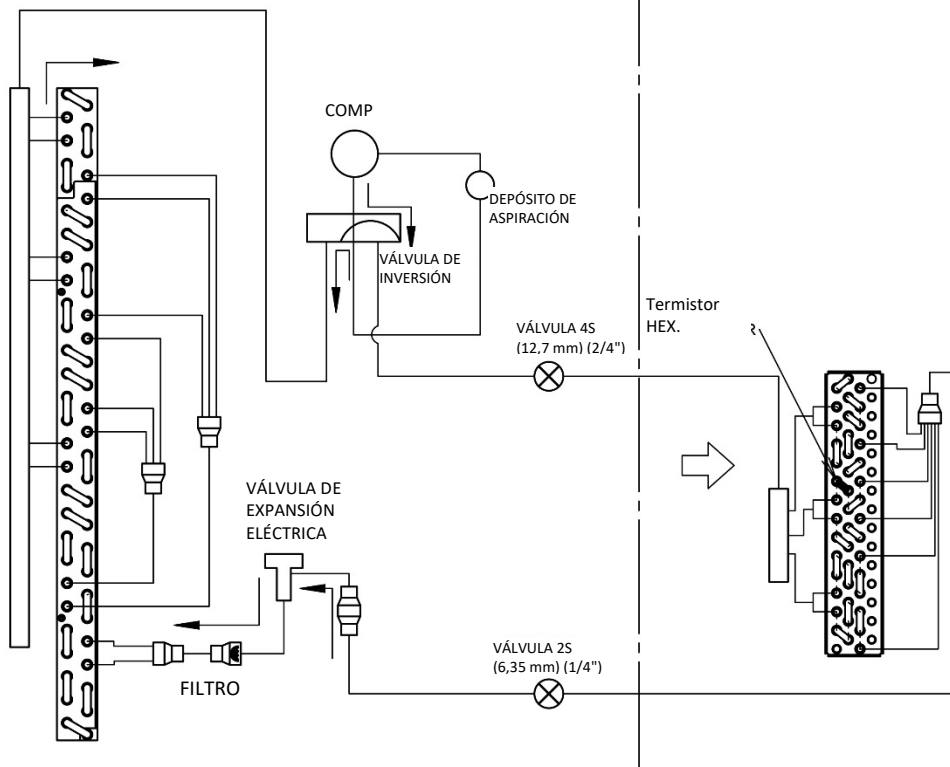 COMP
DEPÓSITO DE
ASPIRACIÓN
VÁLVULA DE
INVERSIÓN
VÁLVULA 4S
(12,7 mm) (2/4")
Termistor
HEX.
VÁLVULA DE
EXPANSIÓN
ELÉCTRICA
FILTRO
VÁLVULA 2S
(6,35 mm) (1/4")